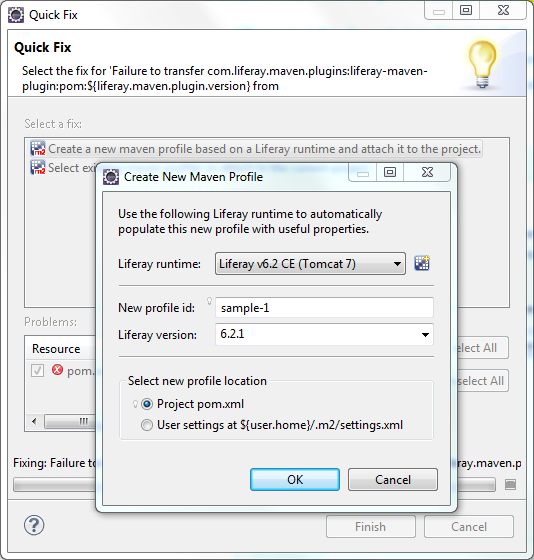 Quick Fix
Quick Fix
Select the fix for 'Failure to transfer com.liferay.maven.plugins:liferay-maven-
plugin:pom:${liferay.maven.plugin.version} from
Select a fix:
Create a new maven profile based on a Liferay runtime and attach it to the project.
Select exi
Create New Maven Profile
Use the following Liferay runtime to automatically
populate this new profile with useful properties.
Liferay runtime: Liferay v6.2 CE (Tomcat 7)
New profile id: sample-1
Liferay version: 6.2.1
Select new profile location
Project pom.xml
User settings at ${user.home}/.m2/settings.xml
OK Cancel
Problems:
Resource
pom.
elect All
select All
Fixing: Failure to
ray.maven.p
Finish Cancel